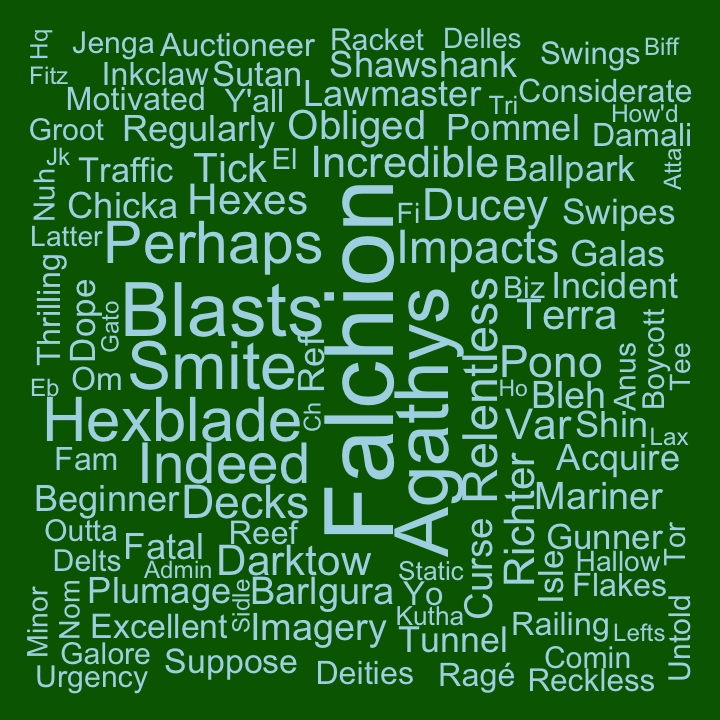 Hq
Jenga
Auctioneer
Racket
Delles
Swings
Biff
Fitz
Inkclaw
Sutan
Shawshank
Motivated
Y'all
Lawmaster
Tri
Considerate
How'd
Groot
Regularly
Obliged
Pommel
Damali
Jk
Traffic
Tick
El
Incredible
Ballpark
Atta
Nuh
Chicka
Hexes
Fi
Ducey
Swipes
Latter
Perhaps
Falchion
Impacts
Galas
Thrilling
Dope
Gato
Blasts
Agathys
Relentless
Biz
Incident
Terra
Eb
Om
Smite
Ref
Pono
Ho
Bleh
Anus
Boycott
Tee
Hexblade
Ch
Var
Shin
Lax
Fam
Indeed
Acquire
Beginner
Decks
Richter
Mariner
Outta
Fatal
Reef
Curse
Gunner
Tor
Delts
Admin
Darktow
Static
Isle
Hallow
Minor
Nom
Plumage
Sidle
Barlgura
Yo
Flakes
Excellent
Imagery
Kutha
Tunnel
Railing
Lefts
Untold
Galore
Suppose
Comin
Urgency
Deities
Ragé
Reckless